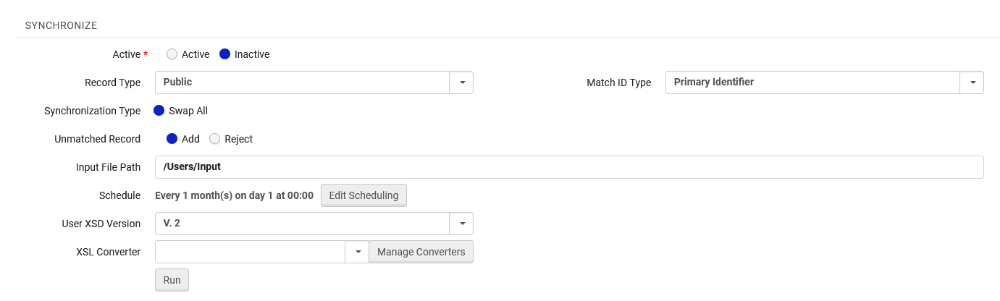 SYNCHRONIZE
Active * Active Inactive
Record Type Public Match ID Type Primary Identifier
Synchronization Type Swap All
Unmatched Record Add Reject
Input File Path /Users/Input
Schedule Every 1 month(s) on day 1 at 00:00 Edit Scheduling
User XSD Version V. 2
XSL Converter Manage Converters
Run